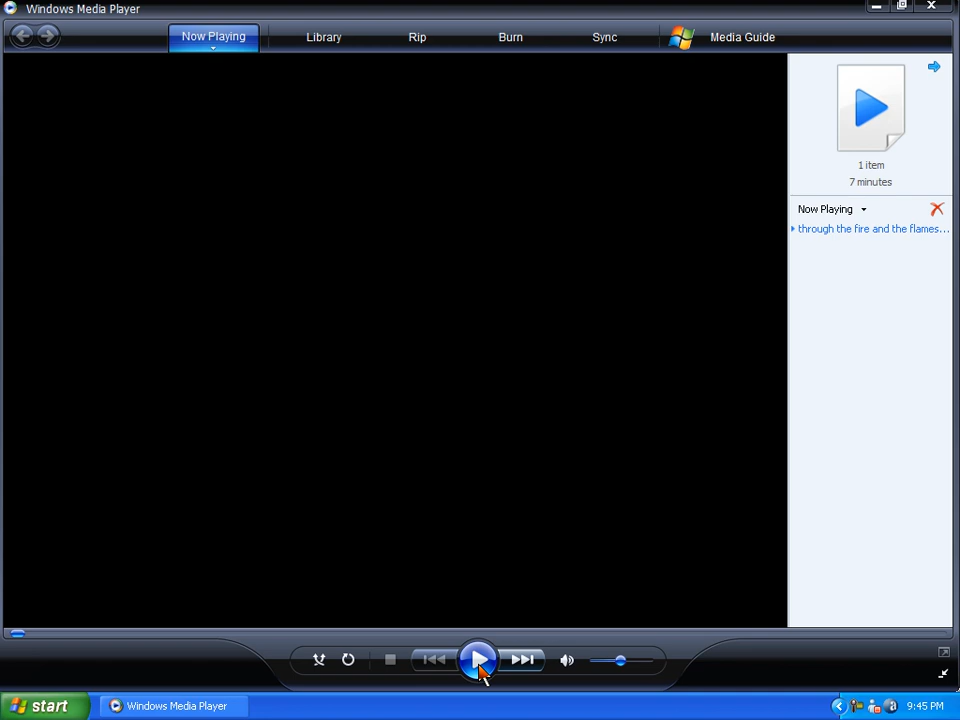 Windows Media Player
Now Playing
Library
Rip
Burn
Sync
Media Guide
1 item
7 minutes
Now Playing
through the fire and the flames...
start
Windows Media Player
9:45 PM